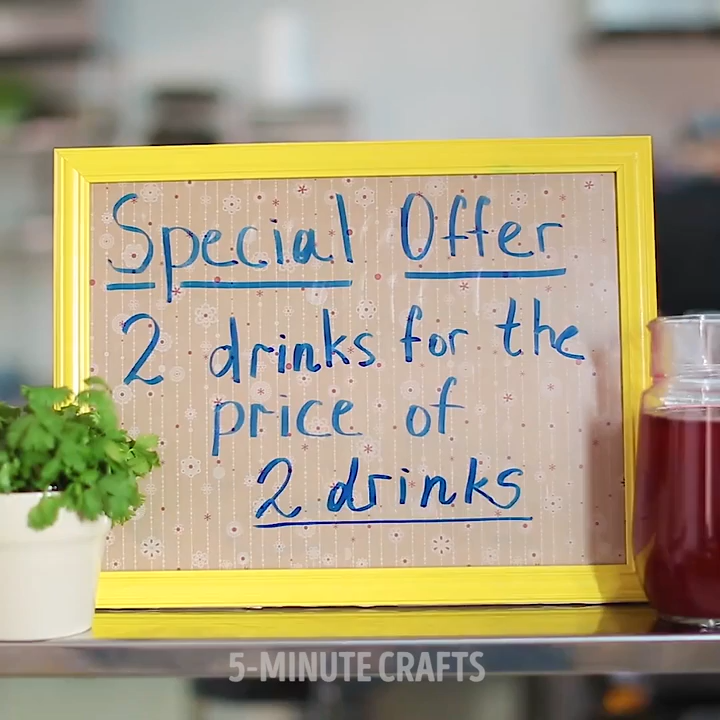 Special Offer
2 drinks for the
price of
2 drinks
5-MINUTE CRAFTS